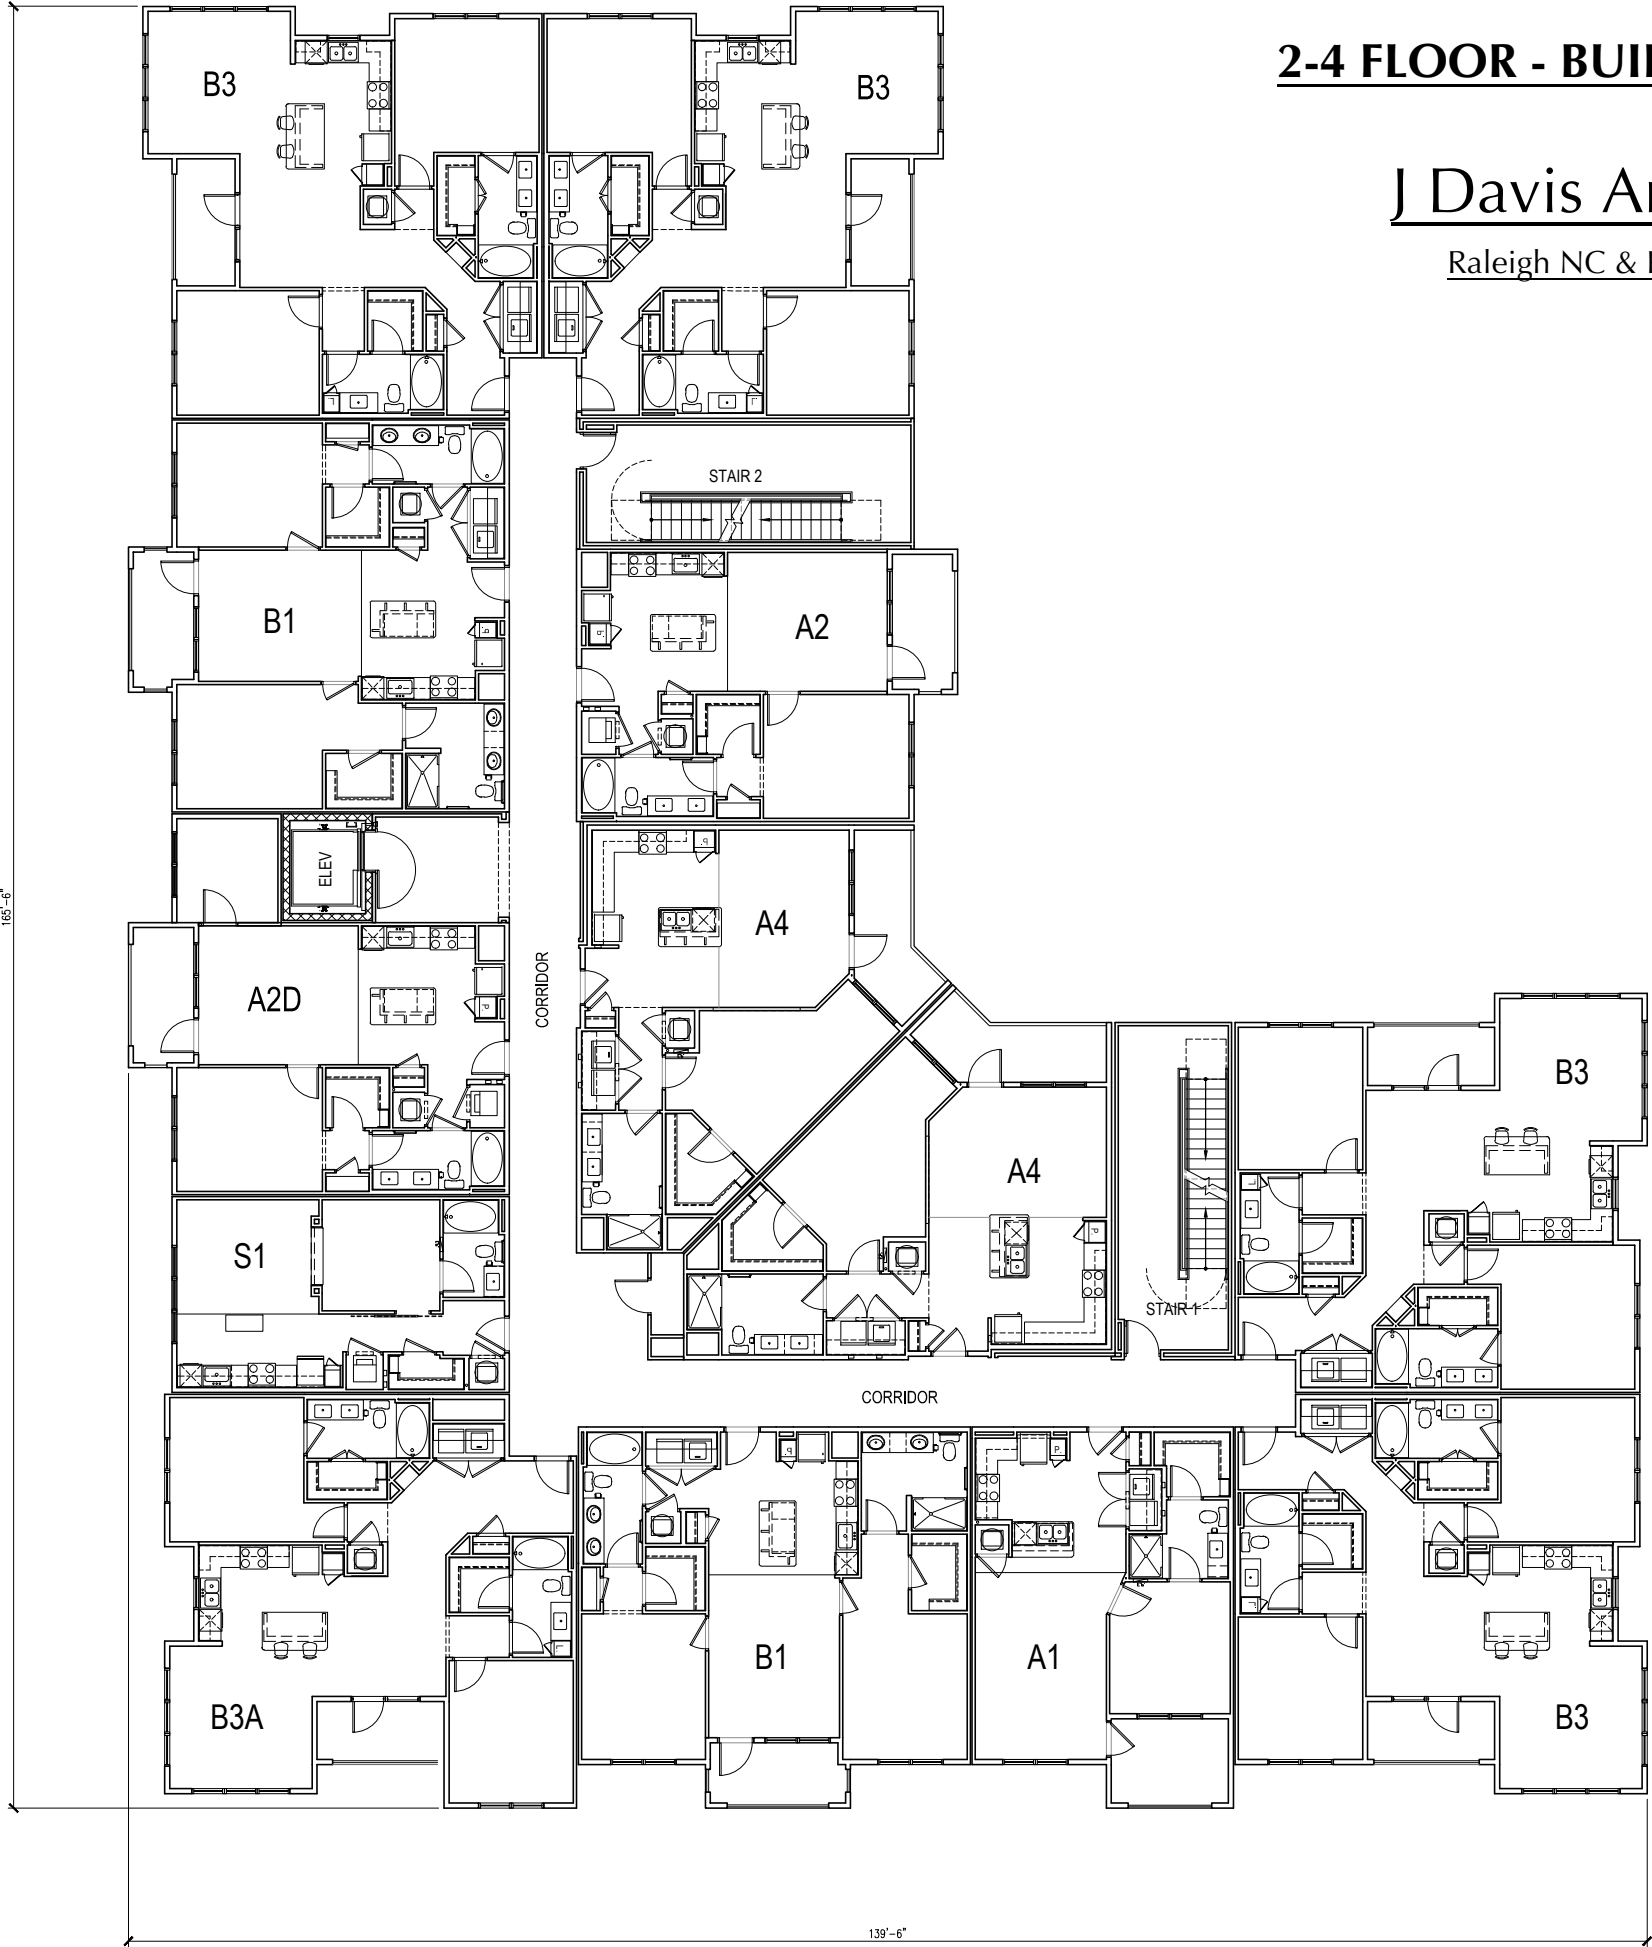 2-4 FLOOR - BUI
J Davis A
Raleigh NC &
B3
B3
STAIR 2
B1
A2
P.
P.
ELEV
A4
P.
A2D
P.
CORRIDOR
165'-6"
B3
A4
P.
L
S1
STAIR 1
CORRIDOR
P.
P.
B3A
B1
A1
B3
L
L
L
L
139'-6"